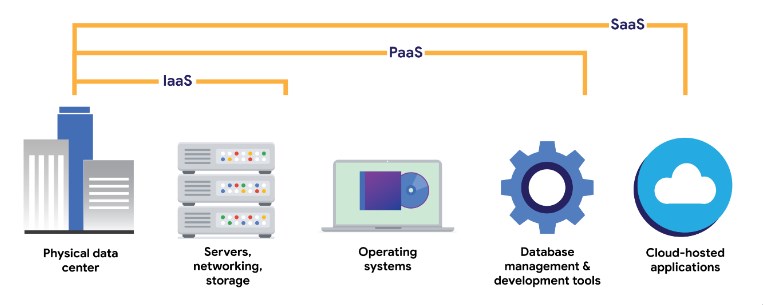 SaaS
PaaS
IaaS
Physical data
center
Servers,
networking,
storage
Operating
systems
Database
management &
development tools
Cloud-hosted
applications